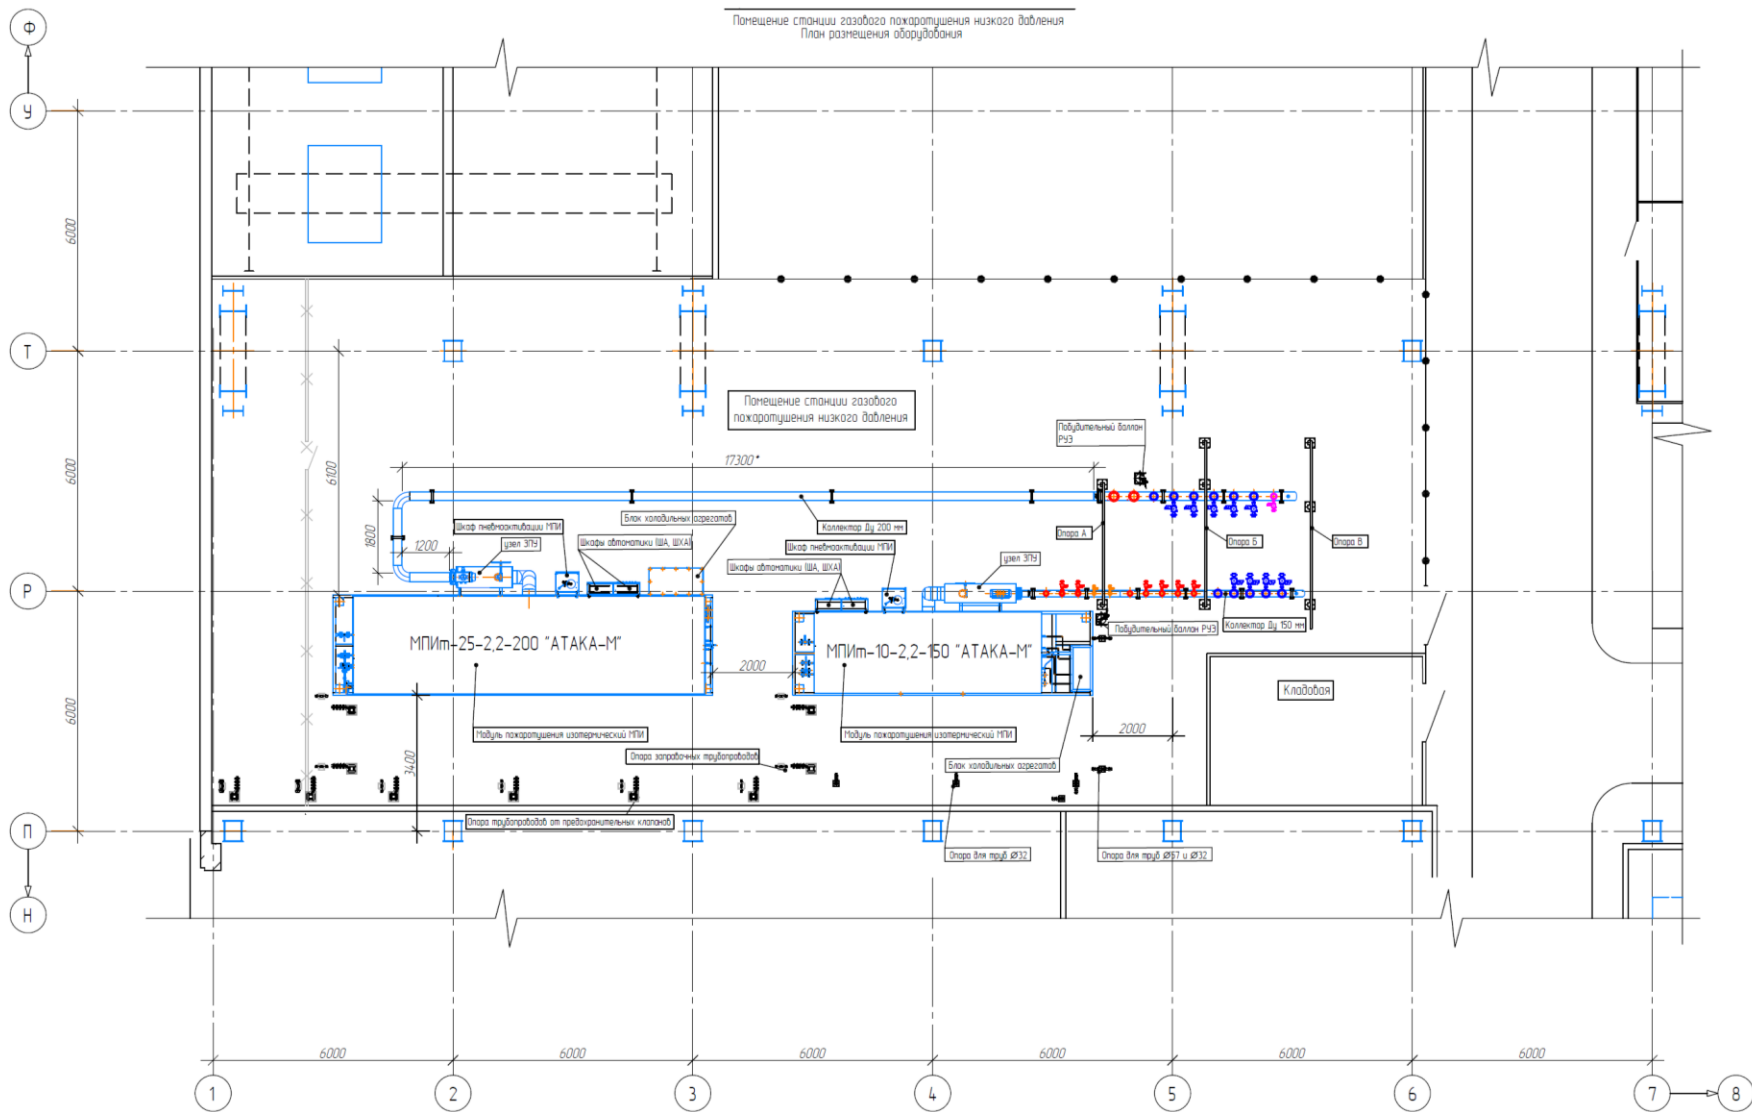 Помещение станции газового пожаротушения низкого давления
План размещения оборудования
Ф
У
6000
Т
Помещение станции газового
пожаротушения низкого давления
Побудительный баллон
РУЭ
6000
6100
17300*
Шкаф пневмоактивации МПИ
Блок холодильных агрегатов
Коллектор Ду 200 мм
Опора А
Опора Б
Опора В
1800
1200
узел ЗПУ
Шкафы автоматики (ША, ШХА)
Шкаф пневмоактивации МПИ
узел ЗПУ
Шкафы автоматики (ША, ШХА)
Р
Побудительный баллон РУЭ
Коллектор Ду 150 мм
МПИт-25-2,2-200 "АТАКА-М"
МПИт-10-2,2-150 "АТАКА-М"
2000
Кладовая
6000
Модуль пожаротушения изотермический МПИ
Модуль пожаротушения изотермический МПИ
2000
3400
Опора заправочных трубопроводов
Блок холодильных агрегатов
П
Опора трубопроводов от предохранительных клапанов
Опора для труб Ø32
Опора для труб Ø57 и Ø32
Н
6000
6000
6000
6000
6000
6000
1
2
3
4
5
6
7
8